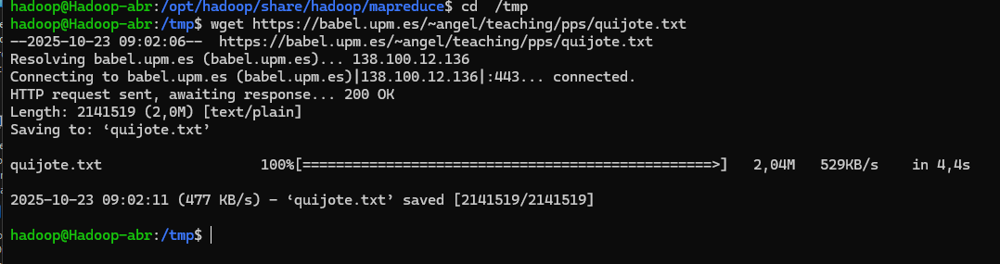 hadoop@Hadoop-abr:/opt/hadoop/share/hadoop/mapreduce$ cd  /tmp
hadoop@Hadoop-abr:/tmp$ wget https://babel.upm.es/~angel/teaching/pps/quijote.txt
--2025-10-23 09:02:06--  https://babel.upm.es/~angel/teaching/pps/quijote.txt
Resolving babel.upm.es (babel.upm.es)... 138.100.12.136
Connecting to babel.upm.es (babel.upm.es)|138.100.12.136|:443... connected.
HTTP request sent, awaiting response... 200 OK
Length: 2141519 (2,0M) [text/plain]
Saving to: ‘quijote.txt’
quijote.txt                   100%[=================================================>]   2,04M   529KB/s    in 4,4s
2025-10-23 09:02:11 (477 KB/s) - ‘quijote.txt’ saved [2141519/2141519]
hadoop@Hadoop-abr:/tmp$